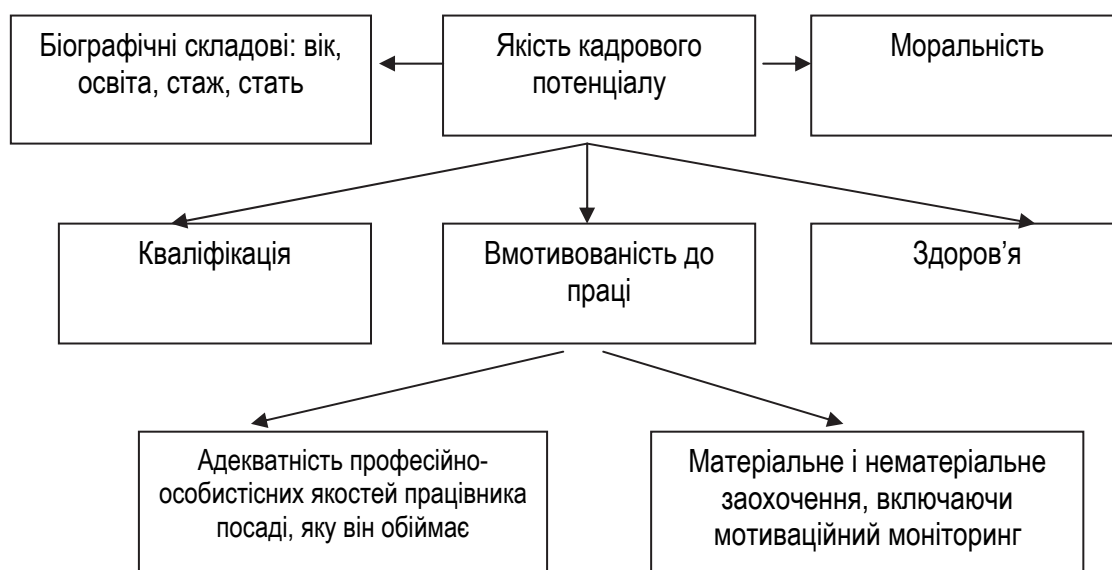 Біографічні складові: вік,
освіта, стаж, стать
Якість кадрового
потенціалу
Моральність
Кваліфікація
Вмотивованість до
праці
Здоров’я
Адекватність професійно-
особистісних якостей працівника
посаді, яку він обіймає
Матеріальне і нематеріальне
заохочення, включаючи
мотиваційний моніторинг